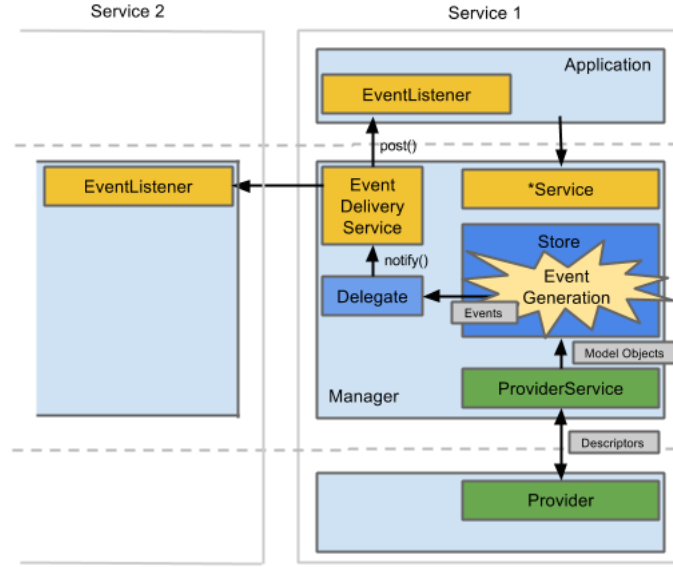 Service 2
Service 1
Application
EventListener
post()
EventListener
Event
Delivery
Service
*Service
Store
notify()
Event
Generation
Delegate
Events
Model Objects
Manager
ProviderService
Descriptors
Provider